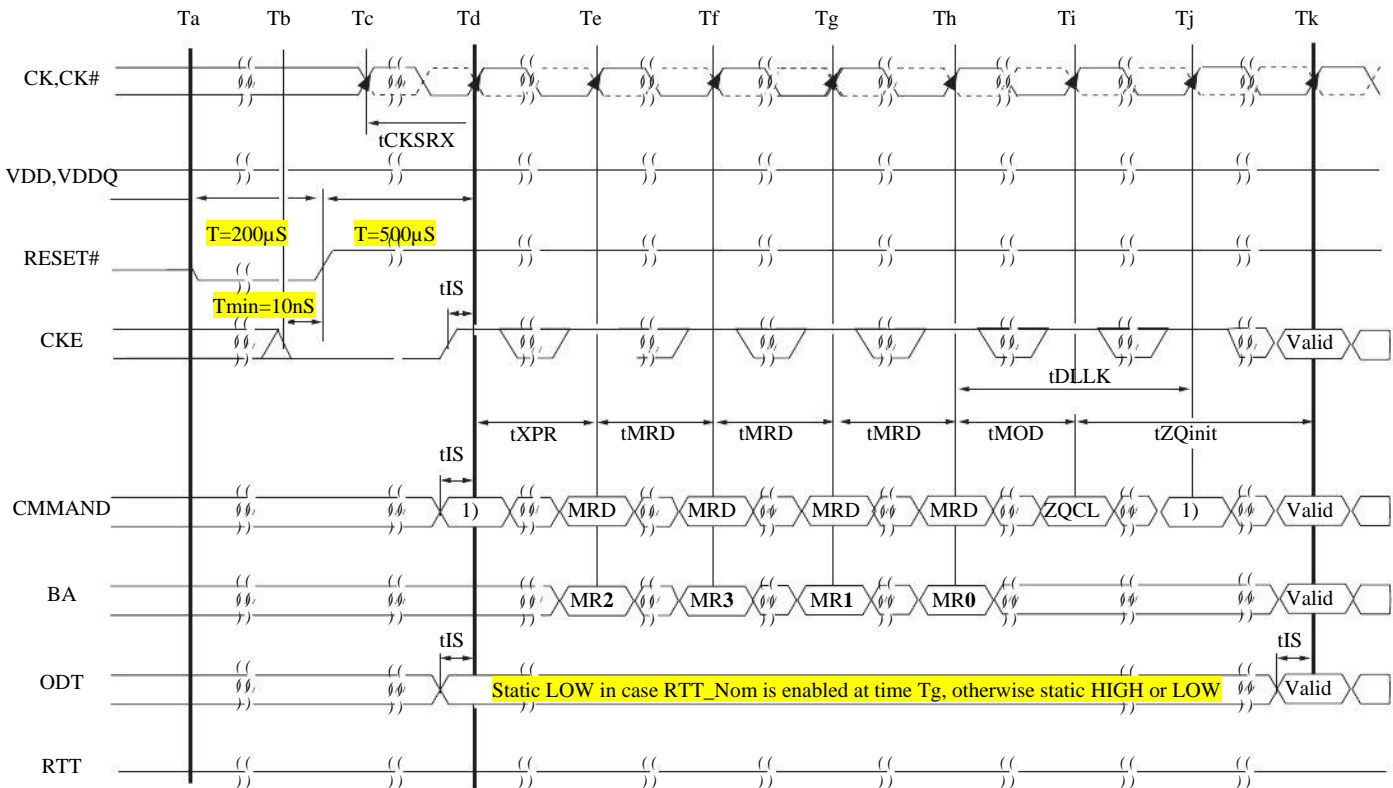 Ta Tb Tc Td Te Tf Tg Th Ti Tj Tk
CK,CK#
tCKSRX
VDD,VDDQ
T=200µS T=500µS
RESET#
Tmin=10nS tIS
CKE Valid
tDLLK
tXPR tMRD tMRD tMRD tMOD tZQinit
tIS
CMMAND 1) MRD MRD MRD MRD ZQCL 1) Valid
BA MR2 MR3 MR1 MR0 Valid
tIS tIS
ODT Static LOW in case RTT_Nom is enabled at time Tg, otherwise static HIGH or LOW Valid
RTT